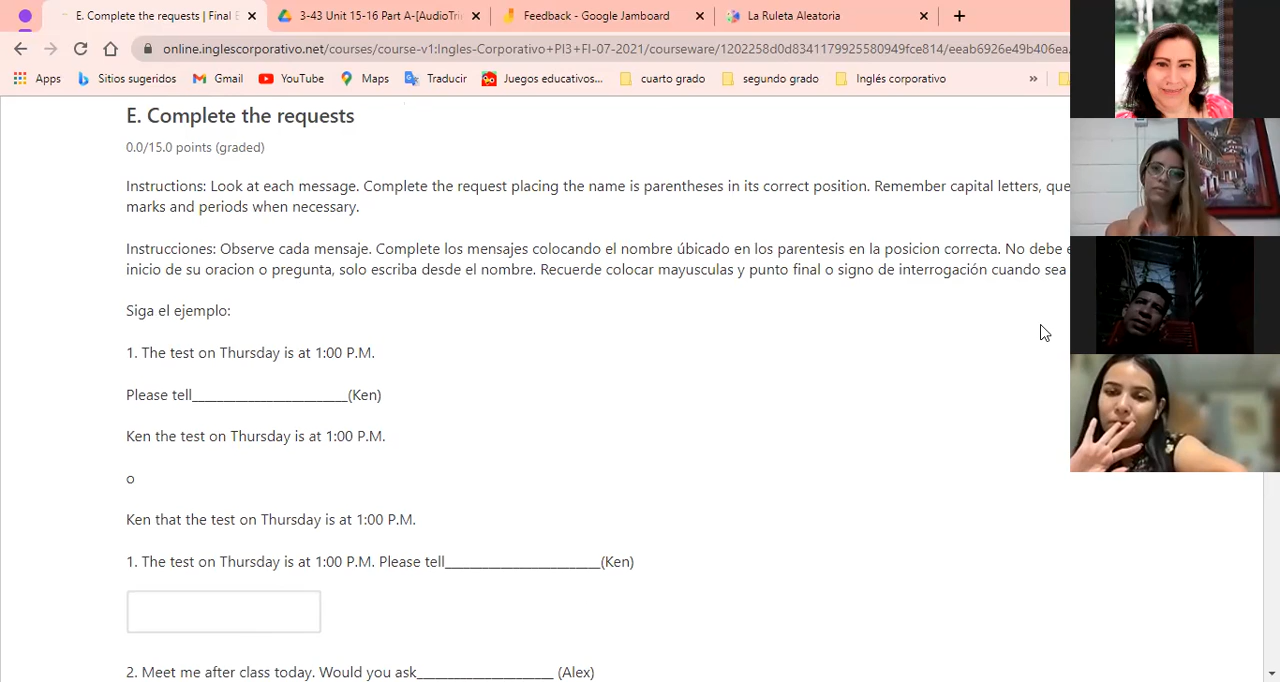 E. Complete the requests | Final E
3-43 Unit 15-16 Part A-[AudioTri
Feedback - Google Jamboard
La Ruleta Aleatoria
online.inglescorporativo.net/courses/course-v1:Ingles-Corporativo+PI3+FI-07-2021/courseware/1202258d0d8341179925580949fce814/eeab6926e49b406ea
Apps
Sitios sugeridos
Gmail
YouTube
Maps
Traducir
Juegos educativos...
cuarto grado
segundo grado
Inglés corporativo
»
E. Complete the requests
0.0/15.0 points (graded)
Instructions: Look at each message. Complete the request placing the name is parentheses in its correct position. Remember capital letters, que
marks and periods when necessary.
Instrucciones: Observe cada mensaje. Complete los mensajes colocando el nombre úbicado en los parentesis en la posicion correcta. No debe e
inicio de su oracion o pregunta, solo escriba desde el nombre. Recuerde colocar mayusculas y punto final o signo de interrogación cuando sea
Siga el ejemplo:
1. The test on Thursday is at 1:00 P.M.
Please tell____________________(Ken)
Ken the test on Thursday is at 1:00 P.M.
o
Ken that the test on Thursday is at 1:00 P.M.
1. The test on Thursday is at 1:00 P.M. Please tell____________________(Ken)
2. Meet me after class today. Would you ask__________________ (Alex)